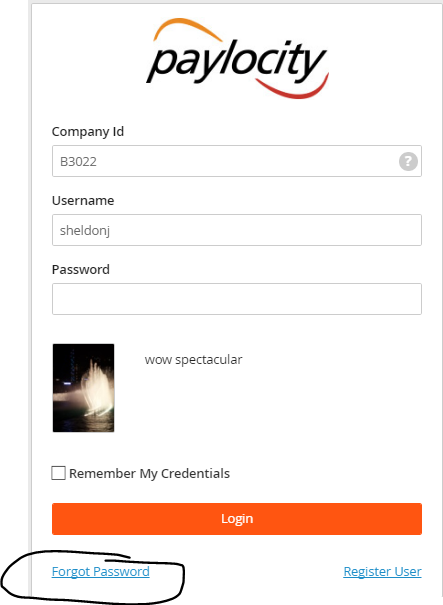 paylocity
Company Id
B3022
?
Username
sheldonj
Password
wow spectacular
Remember My Credentials
Login
Forgot Password Register User